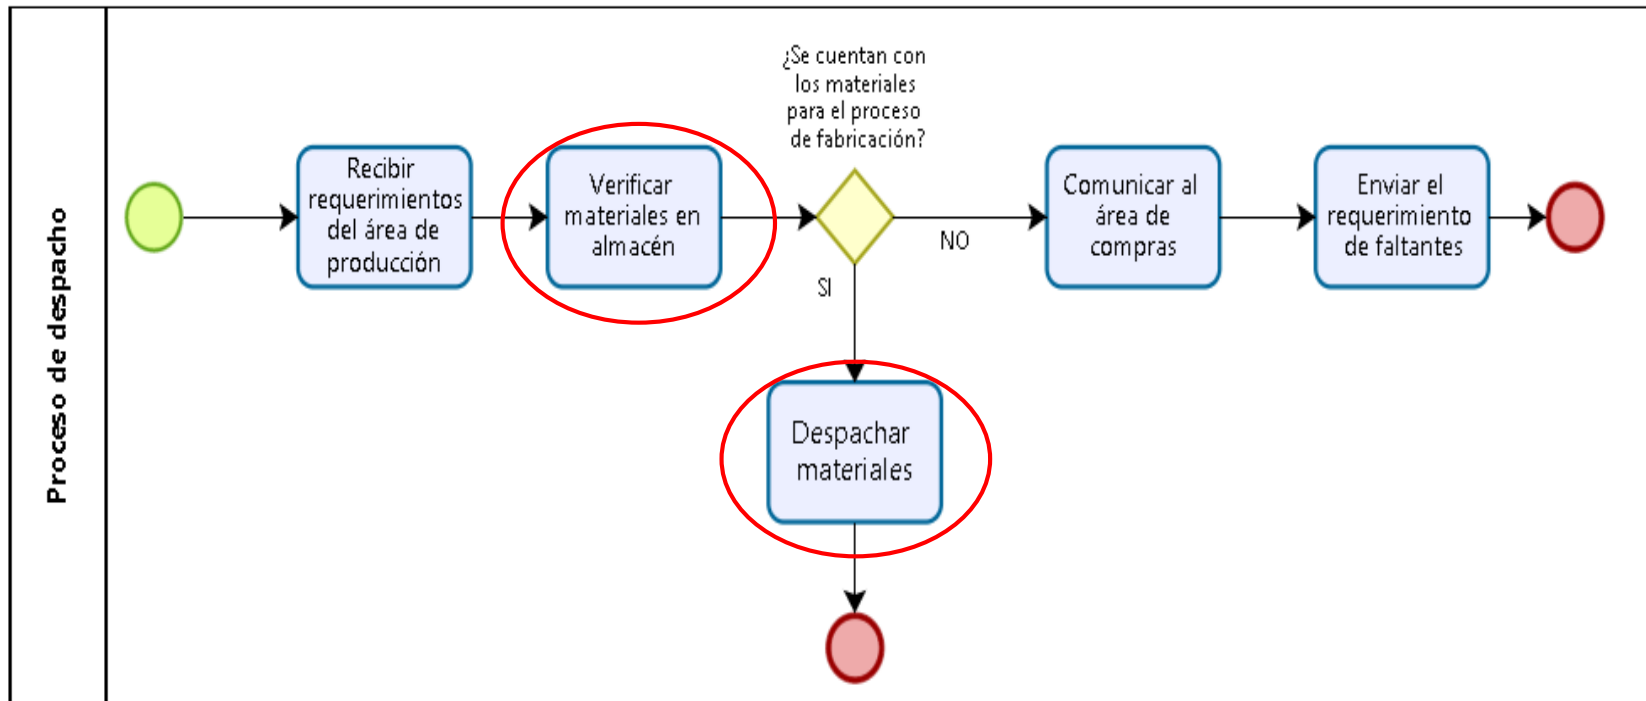 Proceso de despacho
Recibir
requerimientos
del área de
producción
Verificar
materiales en
almacén
¿Se cuentan con
los materiales
para el proceso
de fabricación?
NO
SI
Comunicar al
área de
compras
Enviar el
requerimiento
de faltantes
Despachar
materiales